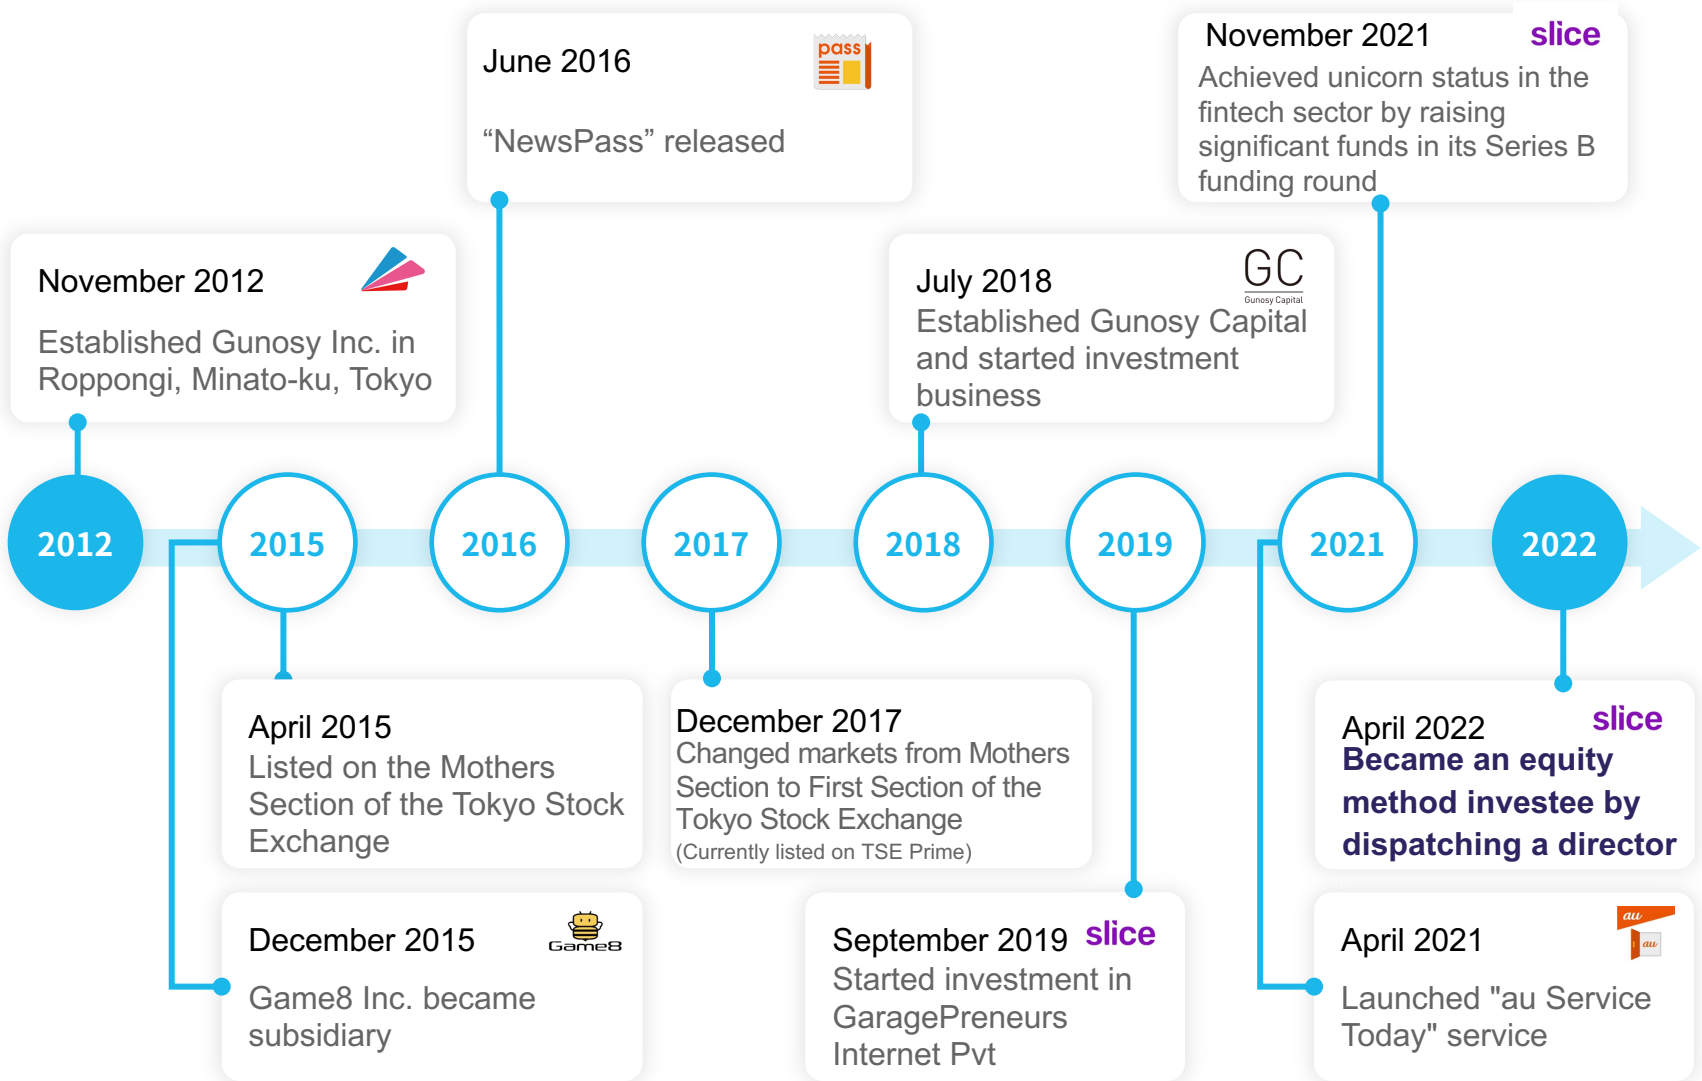 June 2016
pass
“NewsPass” released
November 2021
slice
Achieved unicorn status in the
fintech sector by raising
significant funds in its Series B
funding round
November 2012
Established Gunosy Inc. in
Roppongi, Minato-ku, Tokyo
July 2018
GC
Gunosy Capital
Established Gunosy Capital
and started investment
business
2012
2015
2016
2017
2018
2019
2021
2022
April 2015
Listed on the Mothers
Section of the Tokyo Stock
Exchange
December 2017
Changed markets from Mothers
Section to First Section of the
Tokyo Stock Exchange
(Currently listed on TSE Prime)
April 2022
slice
Became an equity
method investee by
dispatching a director
December 2015
Game8
Game8 Inc. became
subsidiary
September 2019
slice
Started investment in
GaragePreneurs
Internet Pvt
April 2021
au
au
Launched "au Service
Today" service